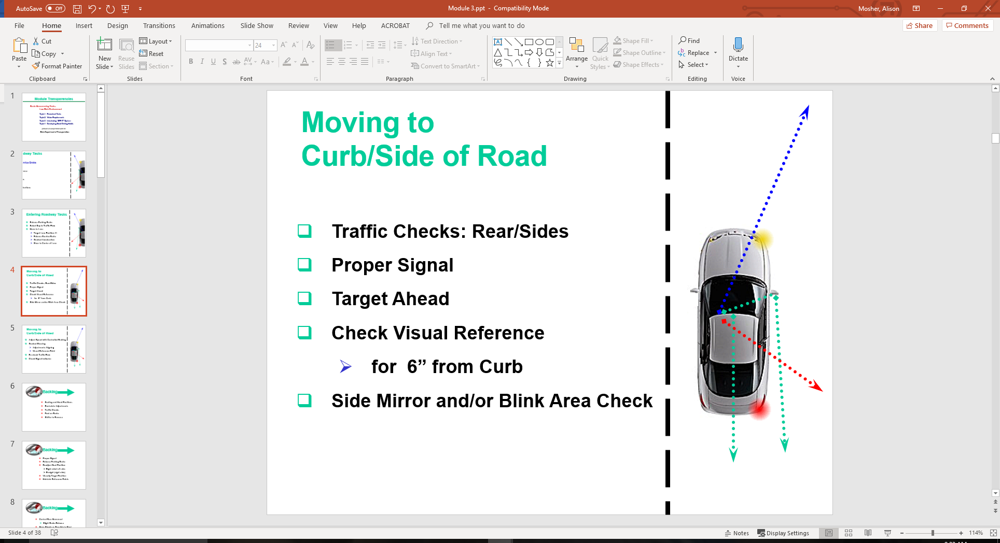 AutoSave Off
Module 3.ppt - Compatibility Mode
Mosher, Alison
File Home Insert Design Transitions Animations Slide Show Review View Help ACROBAT Tell me what you want to do
Share Comments
Paste
Cut
Copy
Format Painter
Clipboard
New Slide
Reuse Slides
Layout
Reset
Section
Slides
24
B I U S ab AV Aa A
Font
Text Direction
Align Text
Convert to SmartArt
Paragraph
Arrange
Quick Styles
Shape Fill
Shape Outline
Shape Effects
Drawing
Find
Replace
Select
Editing
Dictate
Voice
1
Module Transparencies
2
3
Entering Roadway Tasks
4
Moving to
Curb/Side of Road
5
Moving to
Curb/Side of Road
6
Backing
7
Backing
8
Backing
Moving to
Curb/Side of Road
Traffic Checks: Rear/Sides
Proper Signal
Target Ahead
Check Visual Reference
for 6” from Curb
Side Mirror and/or Blink Area Check
Slide 4 of 38
Notes Display Settings 114%